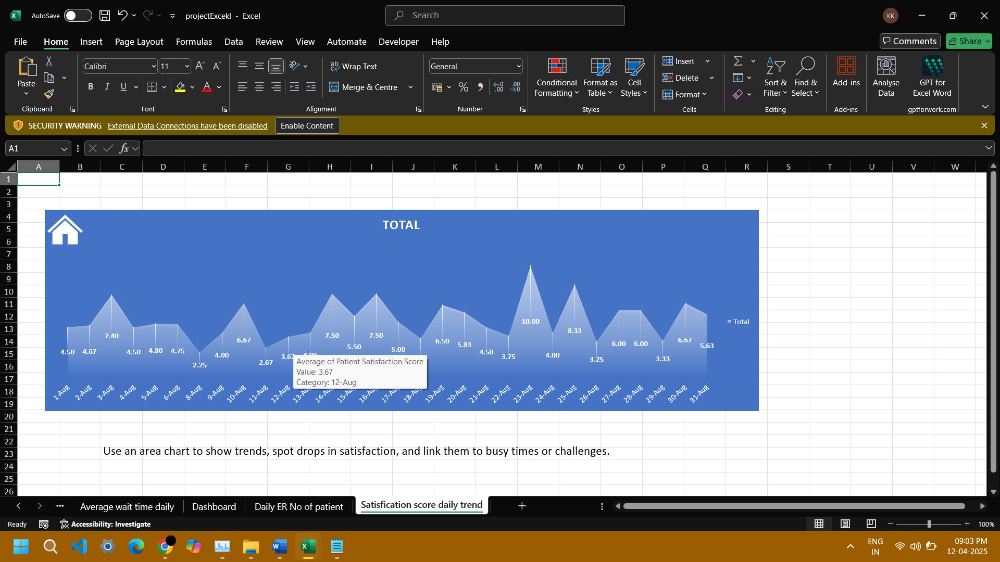 AutoSave
projectExcekl - Excel
Search
KK
File Home Insert Page Layout Formulas Data Review View Automate Developer Help
Comments
Share
Paste
Calibri
11
Wrap Text
Merge & Centre
General
Conditional Formatting
Format as Table
Cell Styles
Insert
Delete
Format
Sort & Filter
Find & Select
Add-ins
Analyse Data
GPT for Excel Word
Clipboard Font Alignment Number Styles Cells Editing Add-ins gptforwork.com
SECURITY WARNING External Data Connections have been disabled Enable Content
A1
fx
A B C D E F G H I J K L M N O P Q R S T U V W
1
2
3
4
5
6
7
8
9
10
11
12
13
14
15
16
17
18
19
20
21
22
23
24
25
26
TOTAL
4.50 4.67 7.40 4.50 4.80 4.75 2.25 4.00 6.67 2.67 3.67 7.50 5.50 7.50 5.00 6.50 5.83 4.50 3.75 10.00 4.00 8.33 3.25 6.00 6.00 3.33 6.67 5.63
Total
Average of Patient Satisfaction Score
Value: 3.67
Category: 12-Aug
1-Aug 2-Aug 3-Aug 4-Aug 5-Aug 6-Aug 8-Aug 9-Aug 10-Aug 11-Aug 12-Aug 13-Aug 14-Aug 15-Aug 16-Aug 17-Aug 18-Aug 19-Aug 20-Aug 21-Aug 22-Aug 23-Aug 24-Aug 25-Aug 26-Aug 27-Aug 28-Aug 29-Aug 30-Aug 31-Aug
Use an area chart to show trends, spot drops in satisfaction, and link them to busy times or challenges.
Average wait time daily Dashboard Daily ER No of patient Satisfication score daily trend
Ready
Accessibility: Investigate
100%
ENG
IN
09:03 PM
12-04-2025